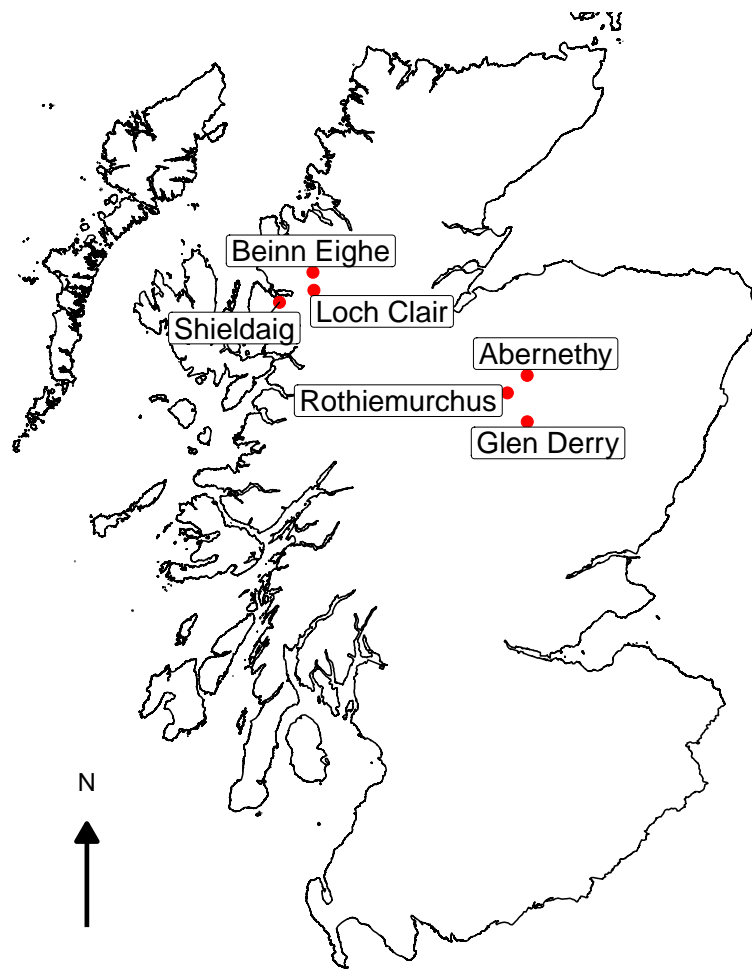 Beinn Eighe
Loch Clair
Shieldaig
Abernethy
Rothiemurchus
Glen Derry
N